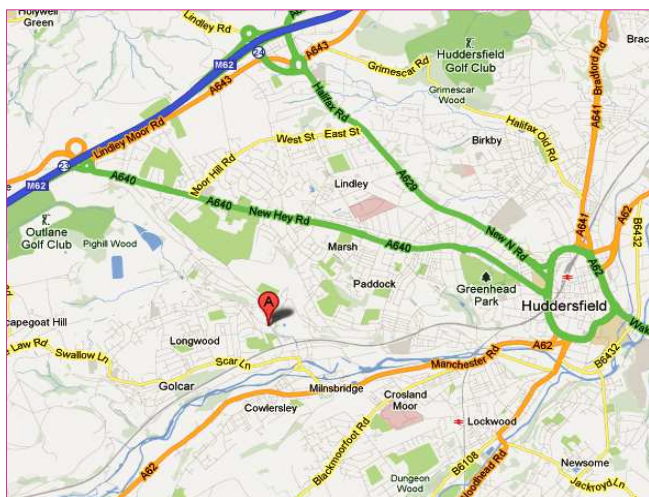 Holywell
Green
Lindley Rd
24
A643
M62
A643
Grimescar Rd
Huddersfield
Golf Club
Grimescar
Wood
Bradford Rd
A641
Halifax Rd
Lindley Moor Rd
West St
East St
Birkby
Halifax Old Rd
23
M62
A640
Moor Hill Rd
Lindley
A629
A640
New Hey Rd
New N Rd
A641
A62
B6432
Outlane
Golf Club
Pighill Wood
Marsh
A640
A62
Paddock
Greenhead
Park
Huddersfield
A
capegoat Hill
Longwood
e Law Rd
Swallow Ln
Scar Ln
Golcar
Milnsbridge
Manchester Rd
A62
B6432
Cowlersley
Crosland
Moor
Lockwood
A62
Blackmoorfoot Rd
B6108
Newsome
Dungeon
Wood
oodhead Rd
Jackroyd Ln